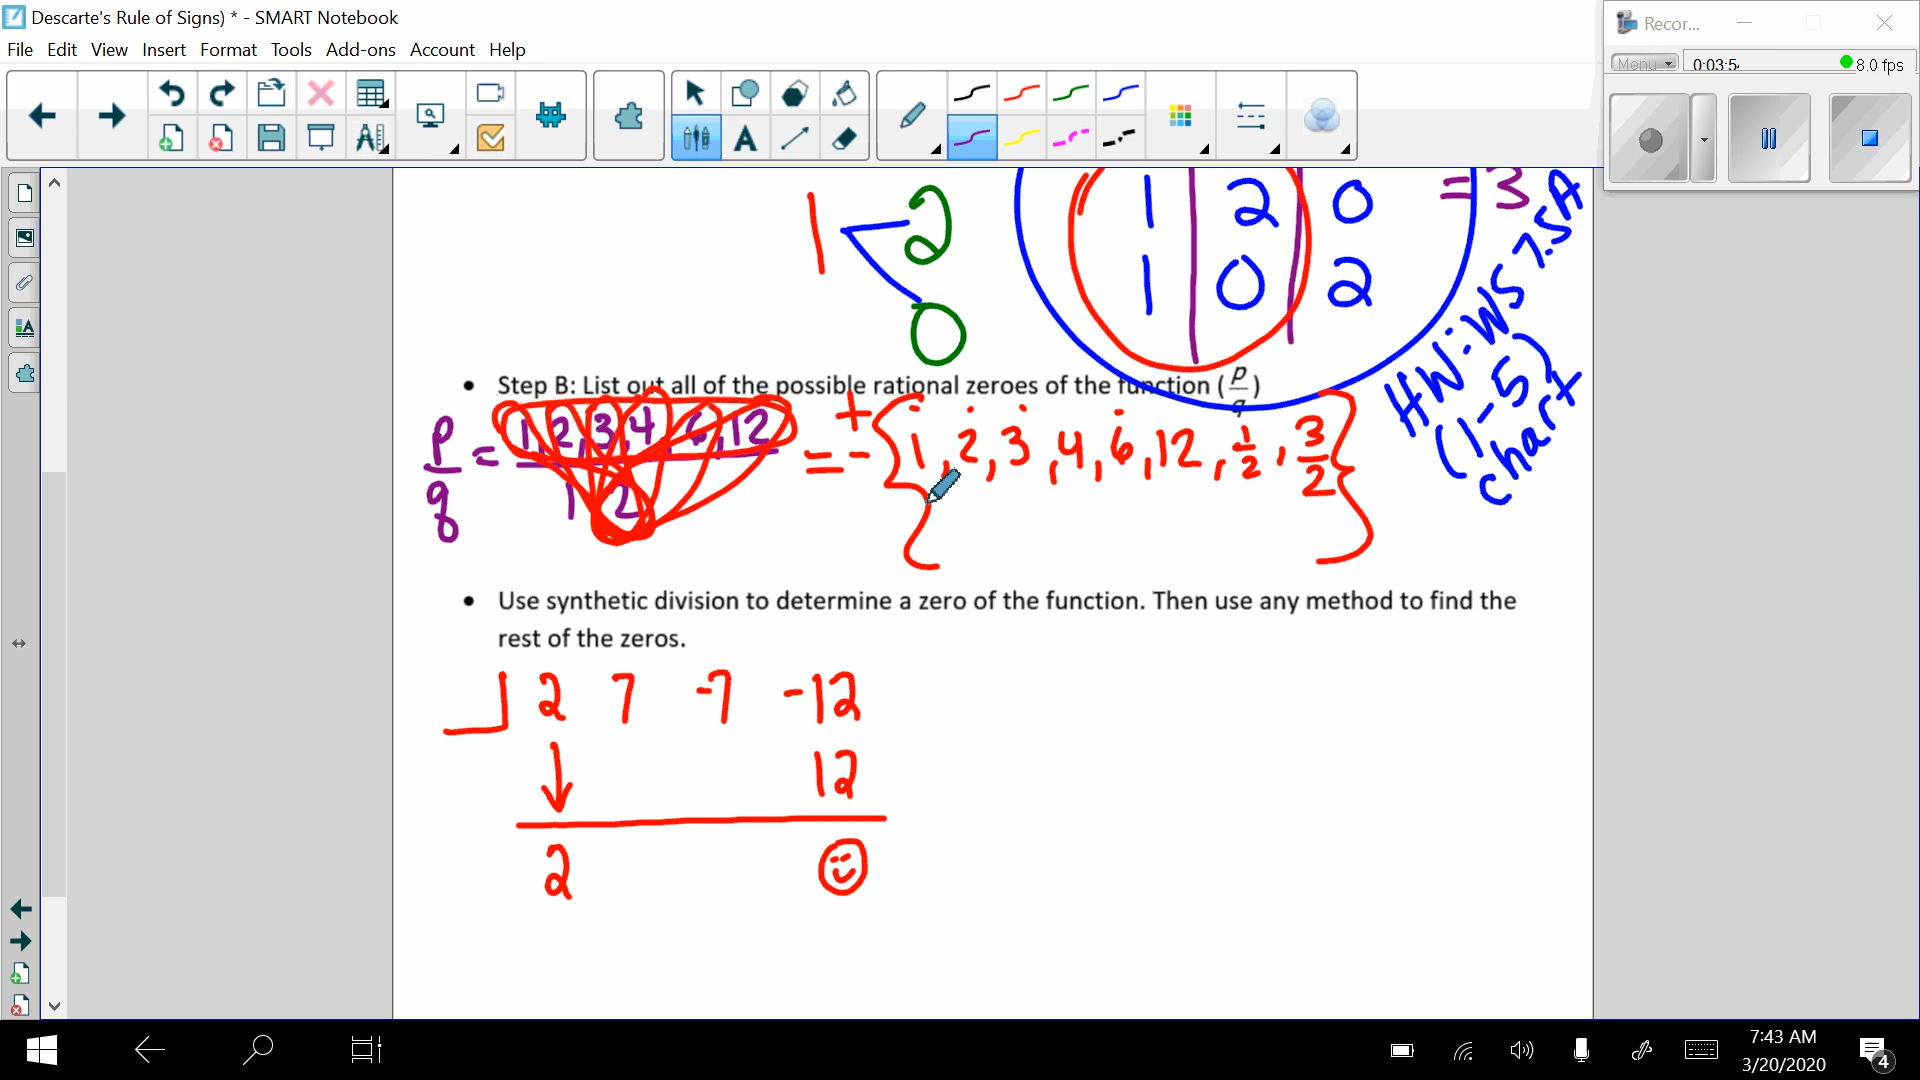 Descarte's Rule of Signs) * - SMART Notebook
Recor...
File Edit View Insert Format Tools Add-ons Account Help
Menu 0:03:54 8.0 fps
1 2 0 = 3
1 2
0
1 0 2
HW: WS 7.5A
(1-5)
chart
• Step B: List out all of the possible rational zeroes of the function (p/q)
p/q = 1, 2, 3, 4, 6, 12 / 1, 2 = ± { 1, 2, 3, 4, 6, 12, 1/2, 3/2 }
• Use synthetic division to determine a zero of the function. Then use any method to find the
rest of the zeros.
2 7 -7 -12
12
2
7:43 AM
3/20/2020
4